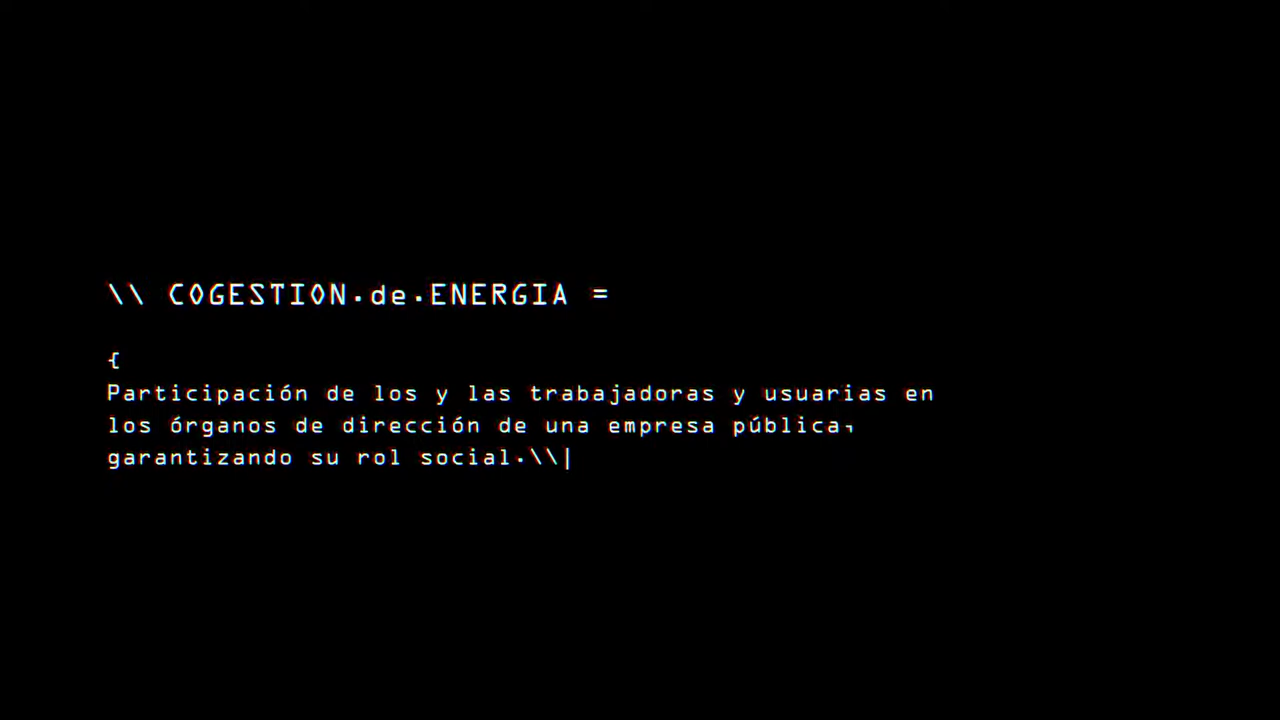 \\ COGESTION.de.ENERGIA =
{
Participación de los y las trabajadoras y usuarias en
los órganos de dirección de una empresa pública,
garantizando su rol social.\\|